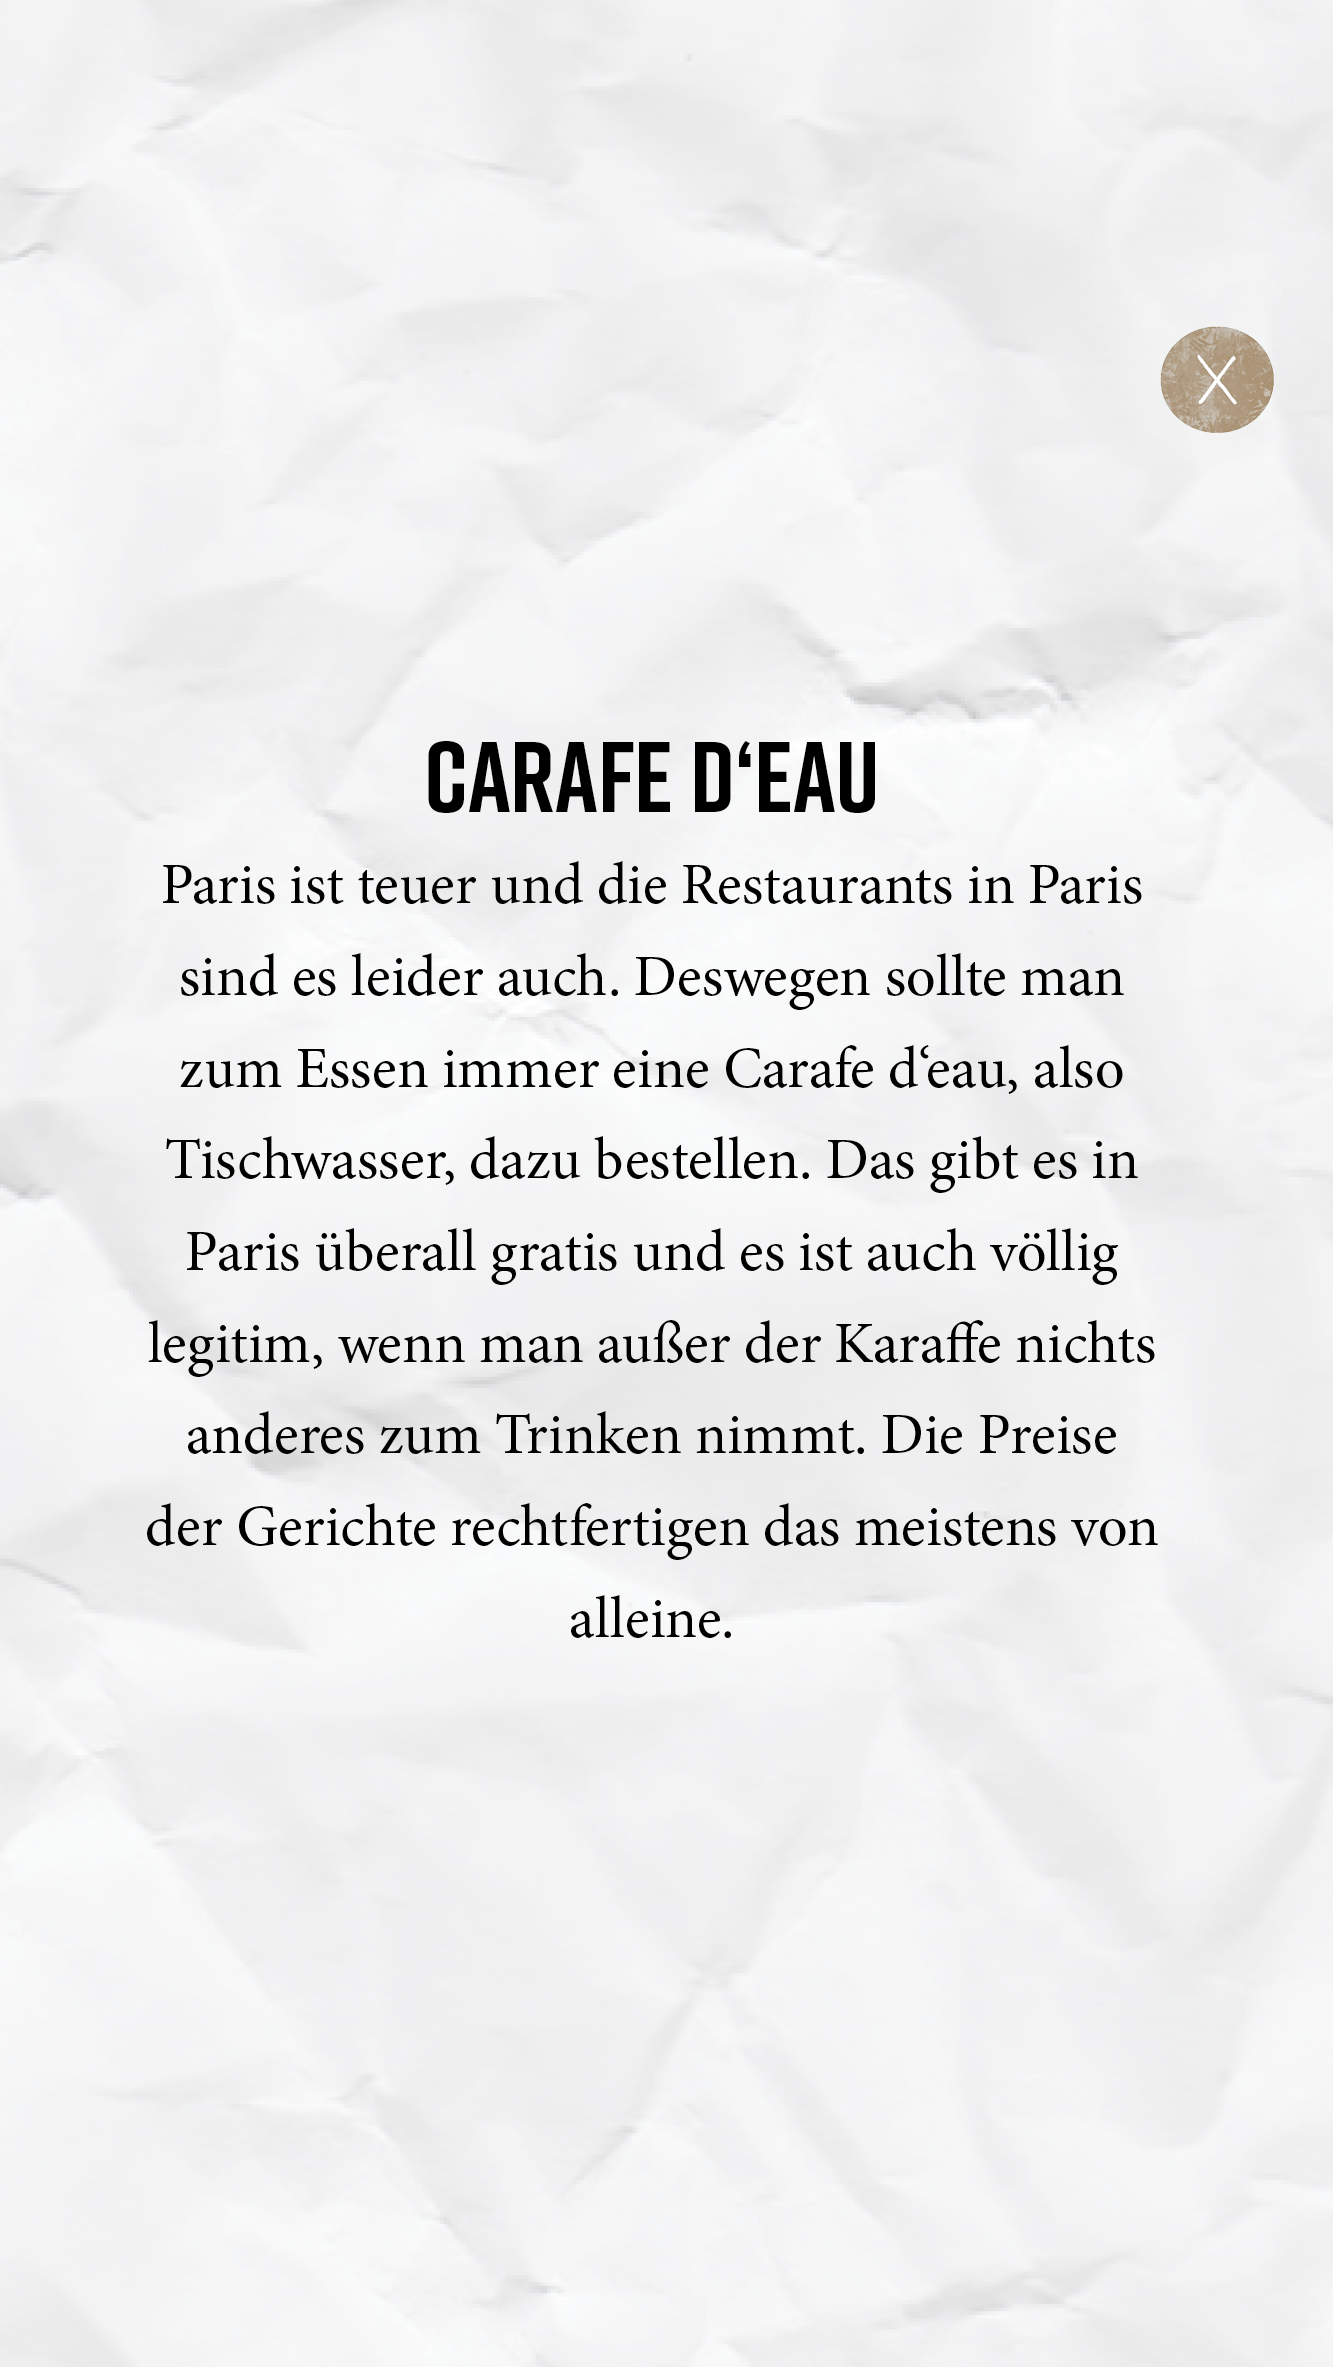 X
CARAFE D‘EAU
Paris ist teuer und die Restaurants in Paris
sind es leider auch. Deswegen sollte man
zum Essen immer eine Carafe d‘eau, also
Tischwasser, dazu bestellen. Das gibt es in
Paris überall gratis und es ist auch völlig
legitim, wenn man außer der Karaffe nichts
anderes zum Trinken nimmt. Die Preise
der Gerichte rechtfertigen das meistens von
alleine.